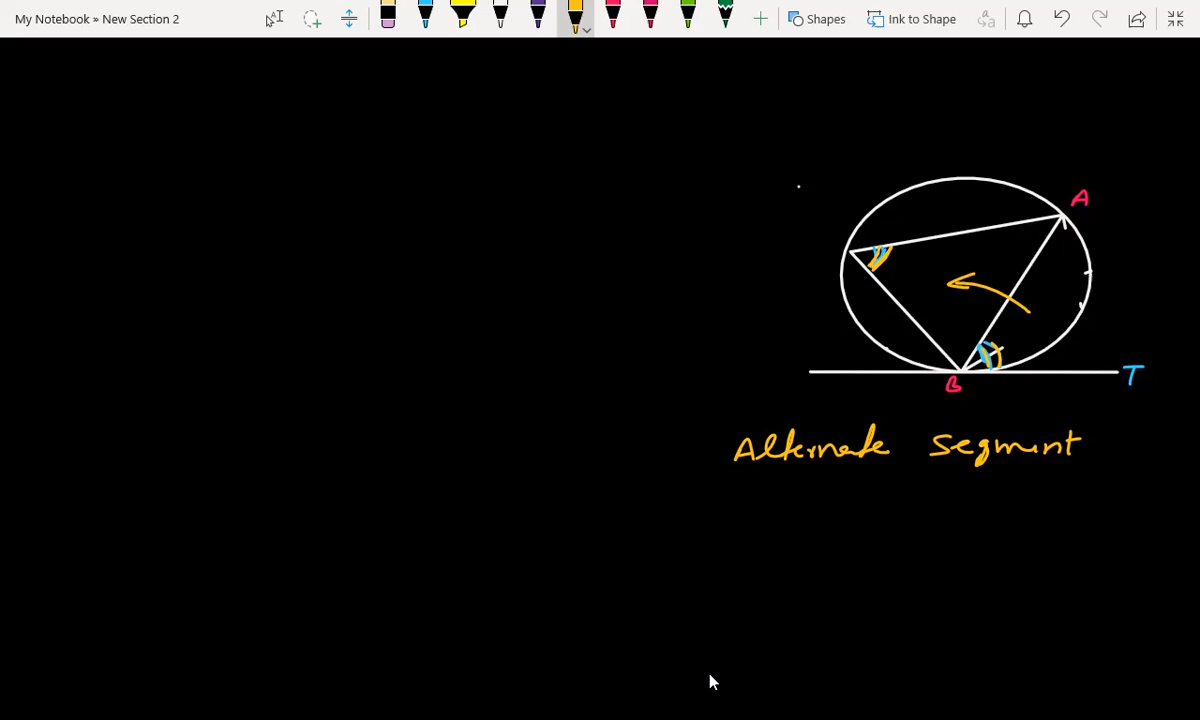 My Notebook » New Section 2
Shapes
Ink to Shape
A
B
T
Alternate Segment